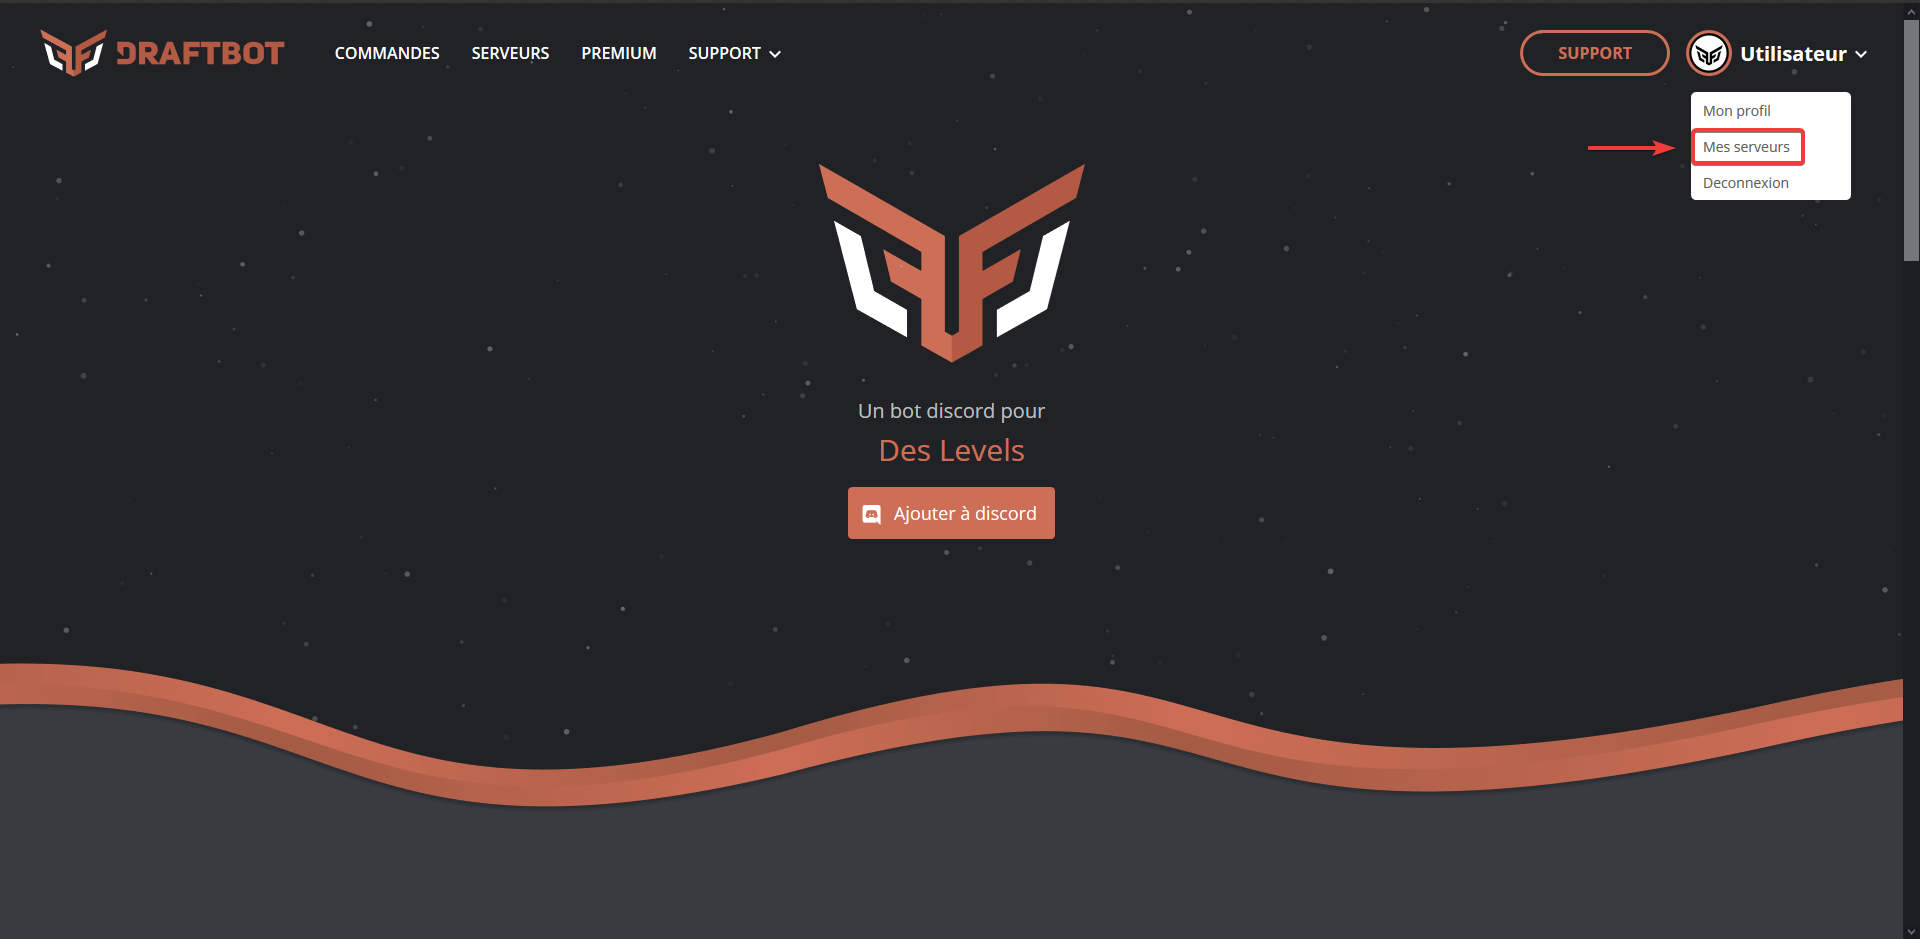 DRAFTBOT
COMMANDES SERVEURS PREMIUM SUPPORT
SUPPORT
Utilisateur
Mon profil
Mes serveurs
Deconnexion
Un bot discord pour
Des Levels
Ajouter à discord